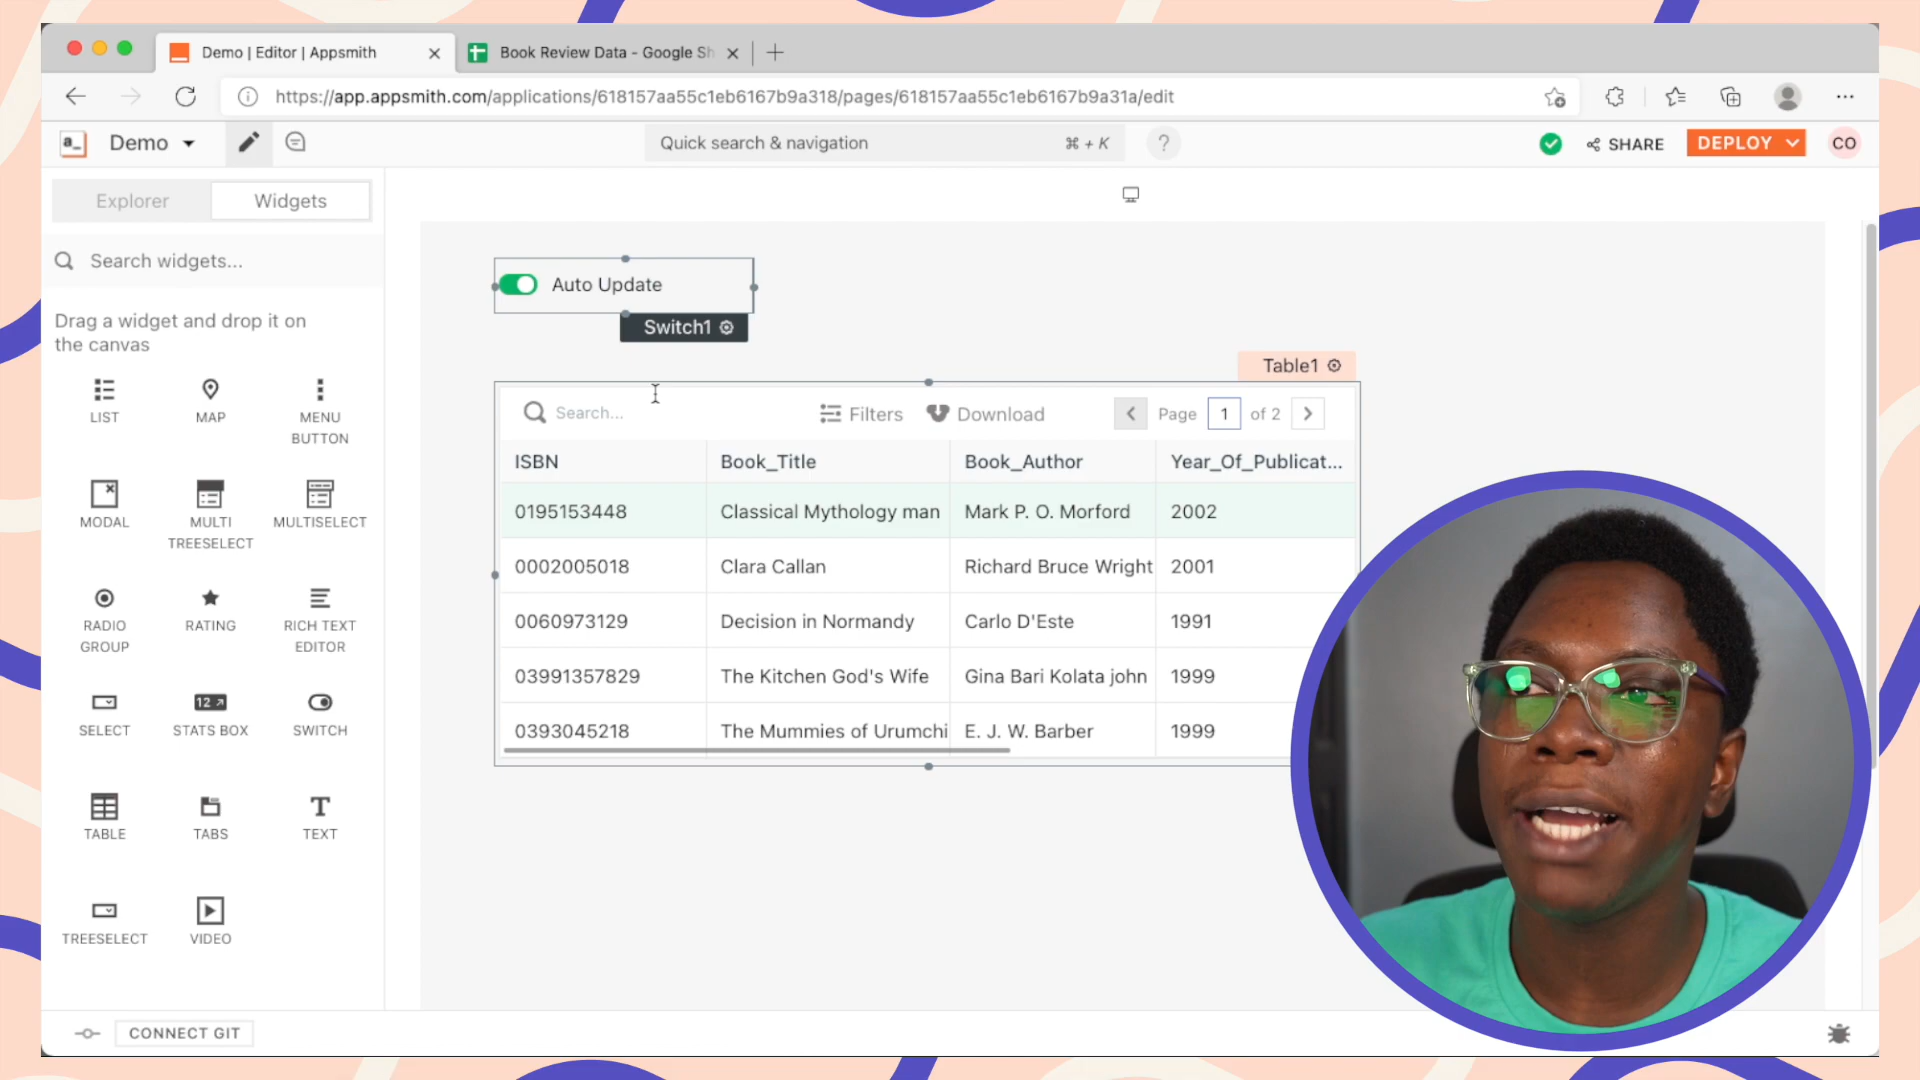 Demo | Editor | Appsmith
Book Review Data - Google Sh
https://app.appsmith.com/applications/618157aa55c1eb6167b9a318/pages/618157aa55c1eb6167b9a31a/edit
a_ Demo
Quick search & navigation ⌘ + K ?
SHARE DEPLOY CO
Explorer Widgets
Search widgets...
Drag a widget and drop it on
the canvas
LIST MAP MENU
BUTTON
MODAL MULTI MULTISELECT
TREESELECT
RADIO RATING RICH TEXT
GROUP EDITOR
12
SELECT STATS BOX SWITCH
TABLE TABS TEXT
TREESELECT VIDEO
CONNECT GIT
Auto Update
Switch1
Table1
Search... Filters Download Page 1 of 2
ISBN Book_Title Book_Author Year_Of_Publicat...
0195153448 Classical Mythology man Mark P. O. Morford 2002
0002005018 Clara Callan Richard Bruce Wright 2001
0060973129 Decision in Normandy Carlo D'Este 1991
03991357829 The Kitchen God's Wife Gina Bari Kolata john 1999
0393045218 The Mummies of Urumchi E. J. W. Barber 1999